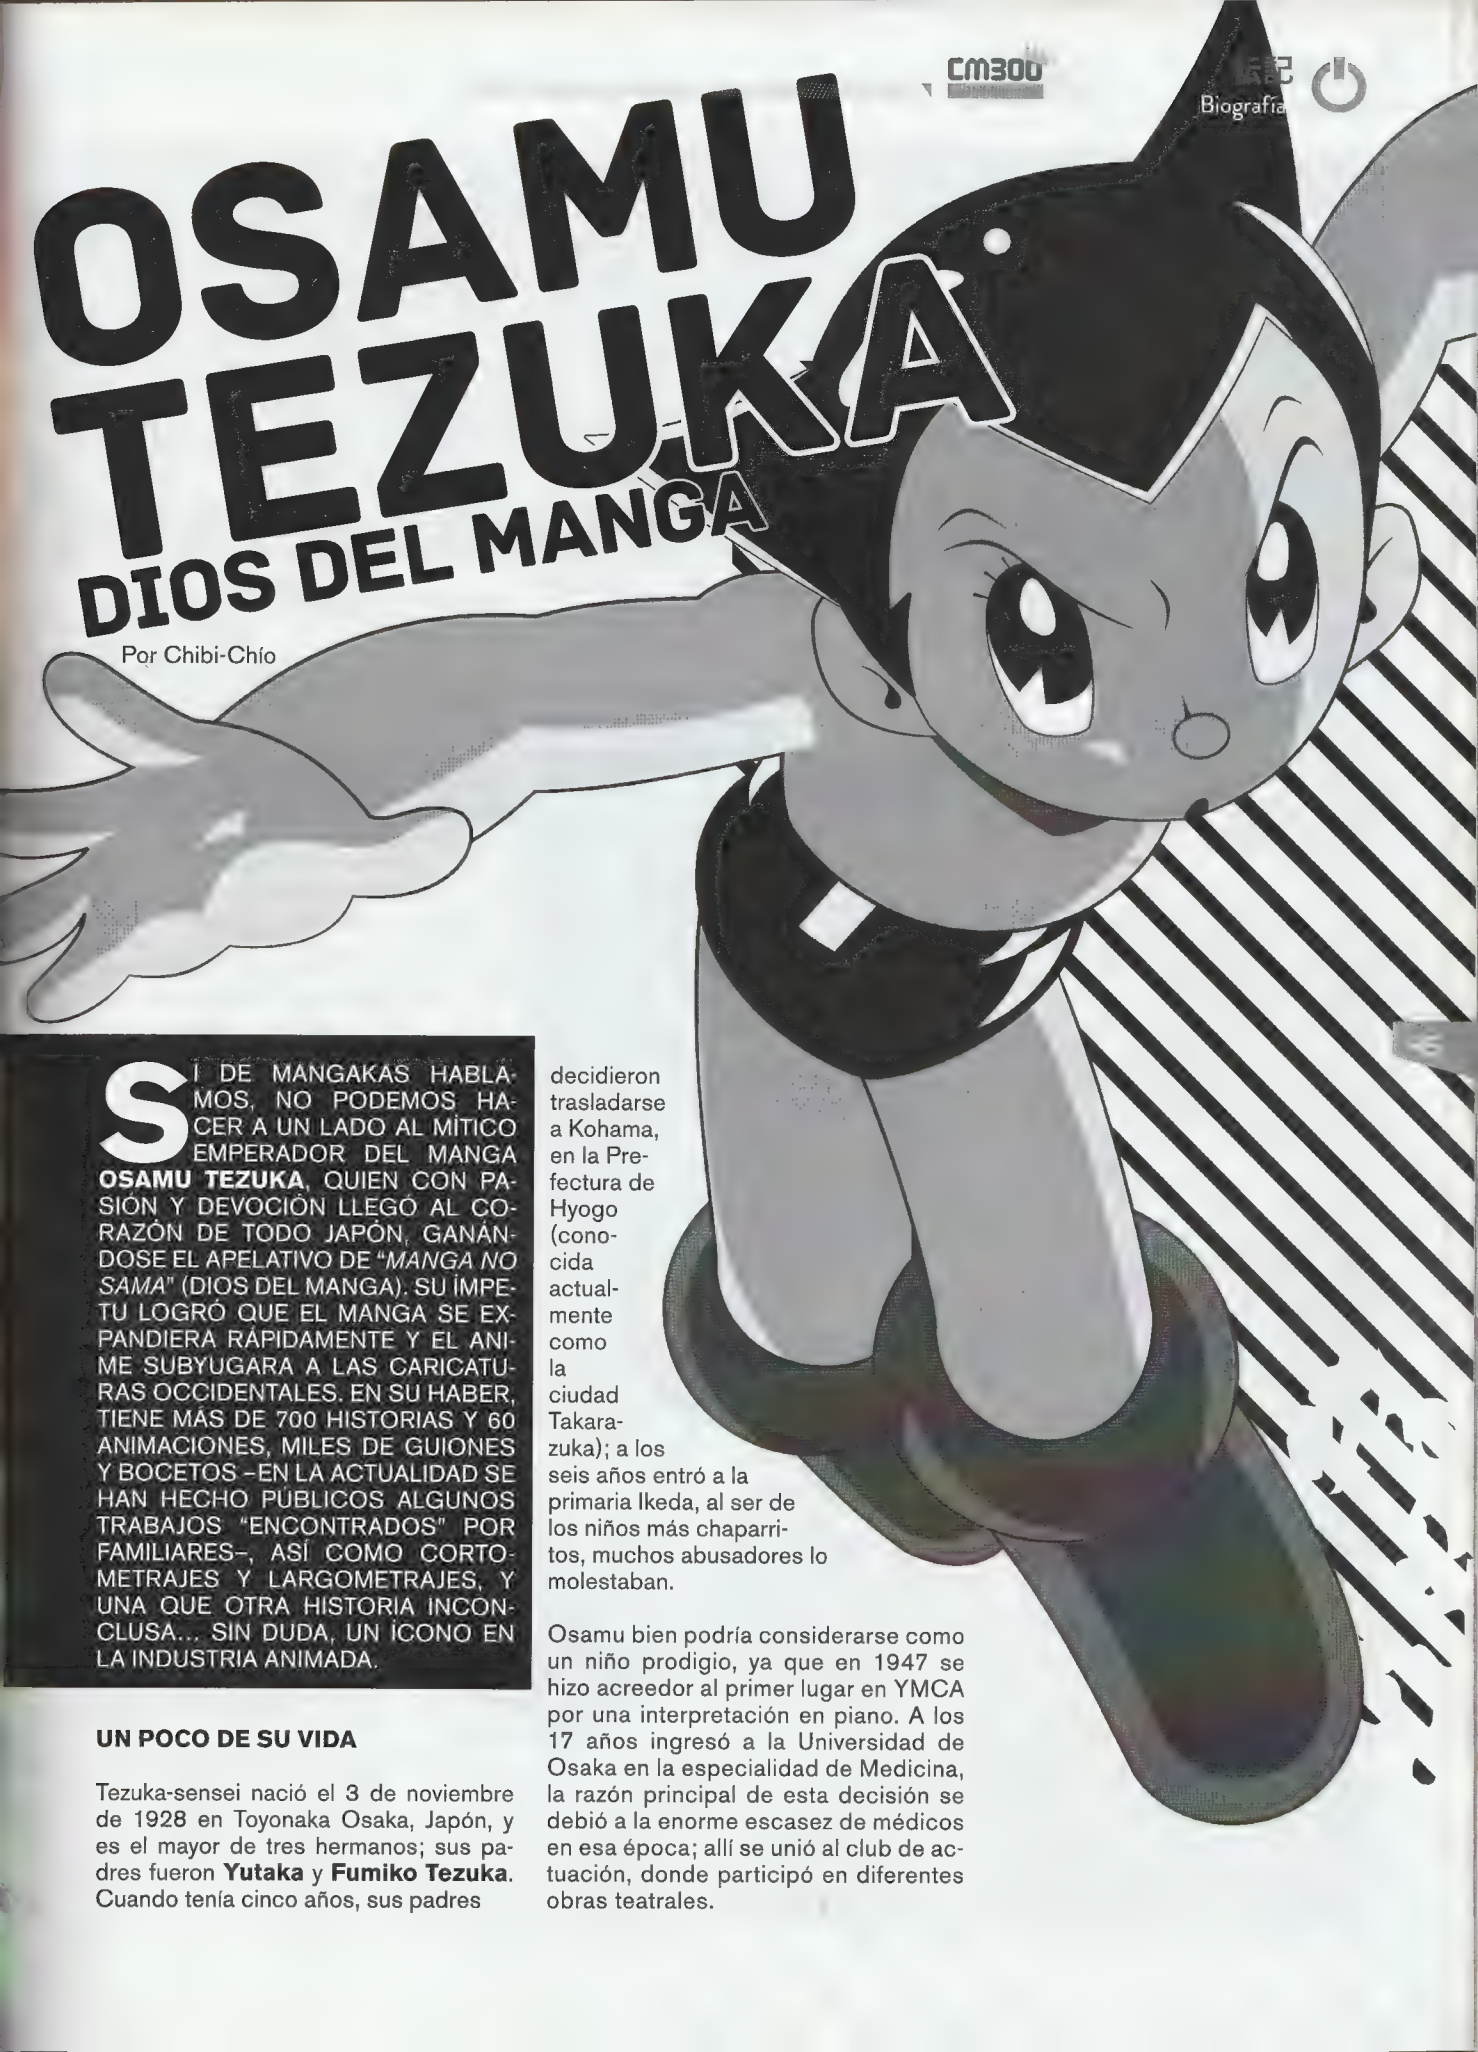 CM300
記
Biografía
OSAMU
TEZUKA
DIOS DEL MANGA
Por Chibi-Chío
SI DE MANGAKAS HABLA-
MOS, NO PODEMOS HA-
CER A UN LADO AL MÍTICO
EMPERADOR DEL MANGA
OSAMU TEZUKA, QUIEN CON PA-
SIÓN Y DEVOCIÓN LLEGÓ AL CO-
RAZÓN DE TODO JAPÓN, GANÁN-
DOSE EL APELATIVO DE “MANGA NO
SAMA” (DIOS DEL MANGA). SU ÍMPE-
TU LOGRÓ QUE EL MANGA SE EX-
PANDIERA RÁPIDAMENTE Y EL ANI-
ME SUBYUGARA A LAS CARICATU-
RAS OCCIDENTALES. EN SU HABER,
TIENE MÁS DE 700 HISTORIAS Y 60
ANIMACIONES, MILES DE GUIONES
Y BOCETOS –EN LA ACTUALIDAD SE
HAN HECHO PÚBLICOS ALGUNOS
TRABAJOS “ENCONTRADOS” POR
FAMILIARES–, ASÍ COMO CORTO-
METRAJES Y LARGOMETRAJES, Y
UNA QUE OTRA HISTORIA INCON-
CLUSA... SIN DUDA, UN ÍCONO EN
LA INDUSTRIA ANIMADA.
UN POCO DE SU VIDA
Tezuka-sensei nació el 3 de noviembre
de 1928 en Toyonaka Osaka, Japón, y
es el mayor de tres hermanos; sus pa-
dres fueron Yutaka y Fumiko Tezuka.
Cuando tenía cinco años, sus padres
decidieron
trasladarse
a Kohama,
en la Pre-
fectura de
Hyogo
(cono-
cida
actual-
mente
como
la
ciudad
Takara-
zuka); a los
seis años entró a la
primaria Ikeda, al ser de
los niños más chaparri-
tos, muchos abusadores lo
molestaban.
Osamu bien podría considerarse como
un niño prodigio, ya que en 1947 se
hizo acreedor al primer lugar en YMCA
por una interpretación en piano. A los
17 años ingresó a la Universidad de
Osaka en la especialidad de Medicina,
la razón principal de esta decisión se
debió a la enorme escasez de médicos
en esa época; allí se unió al club de ac-
tuación, donde participó en diferentes
obras teatrales.